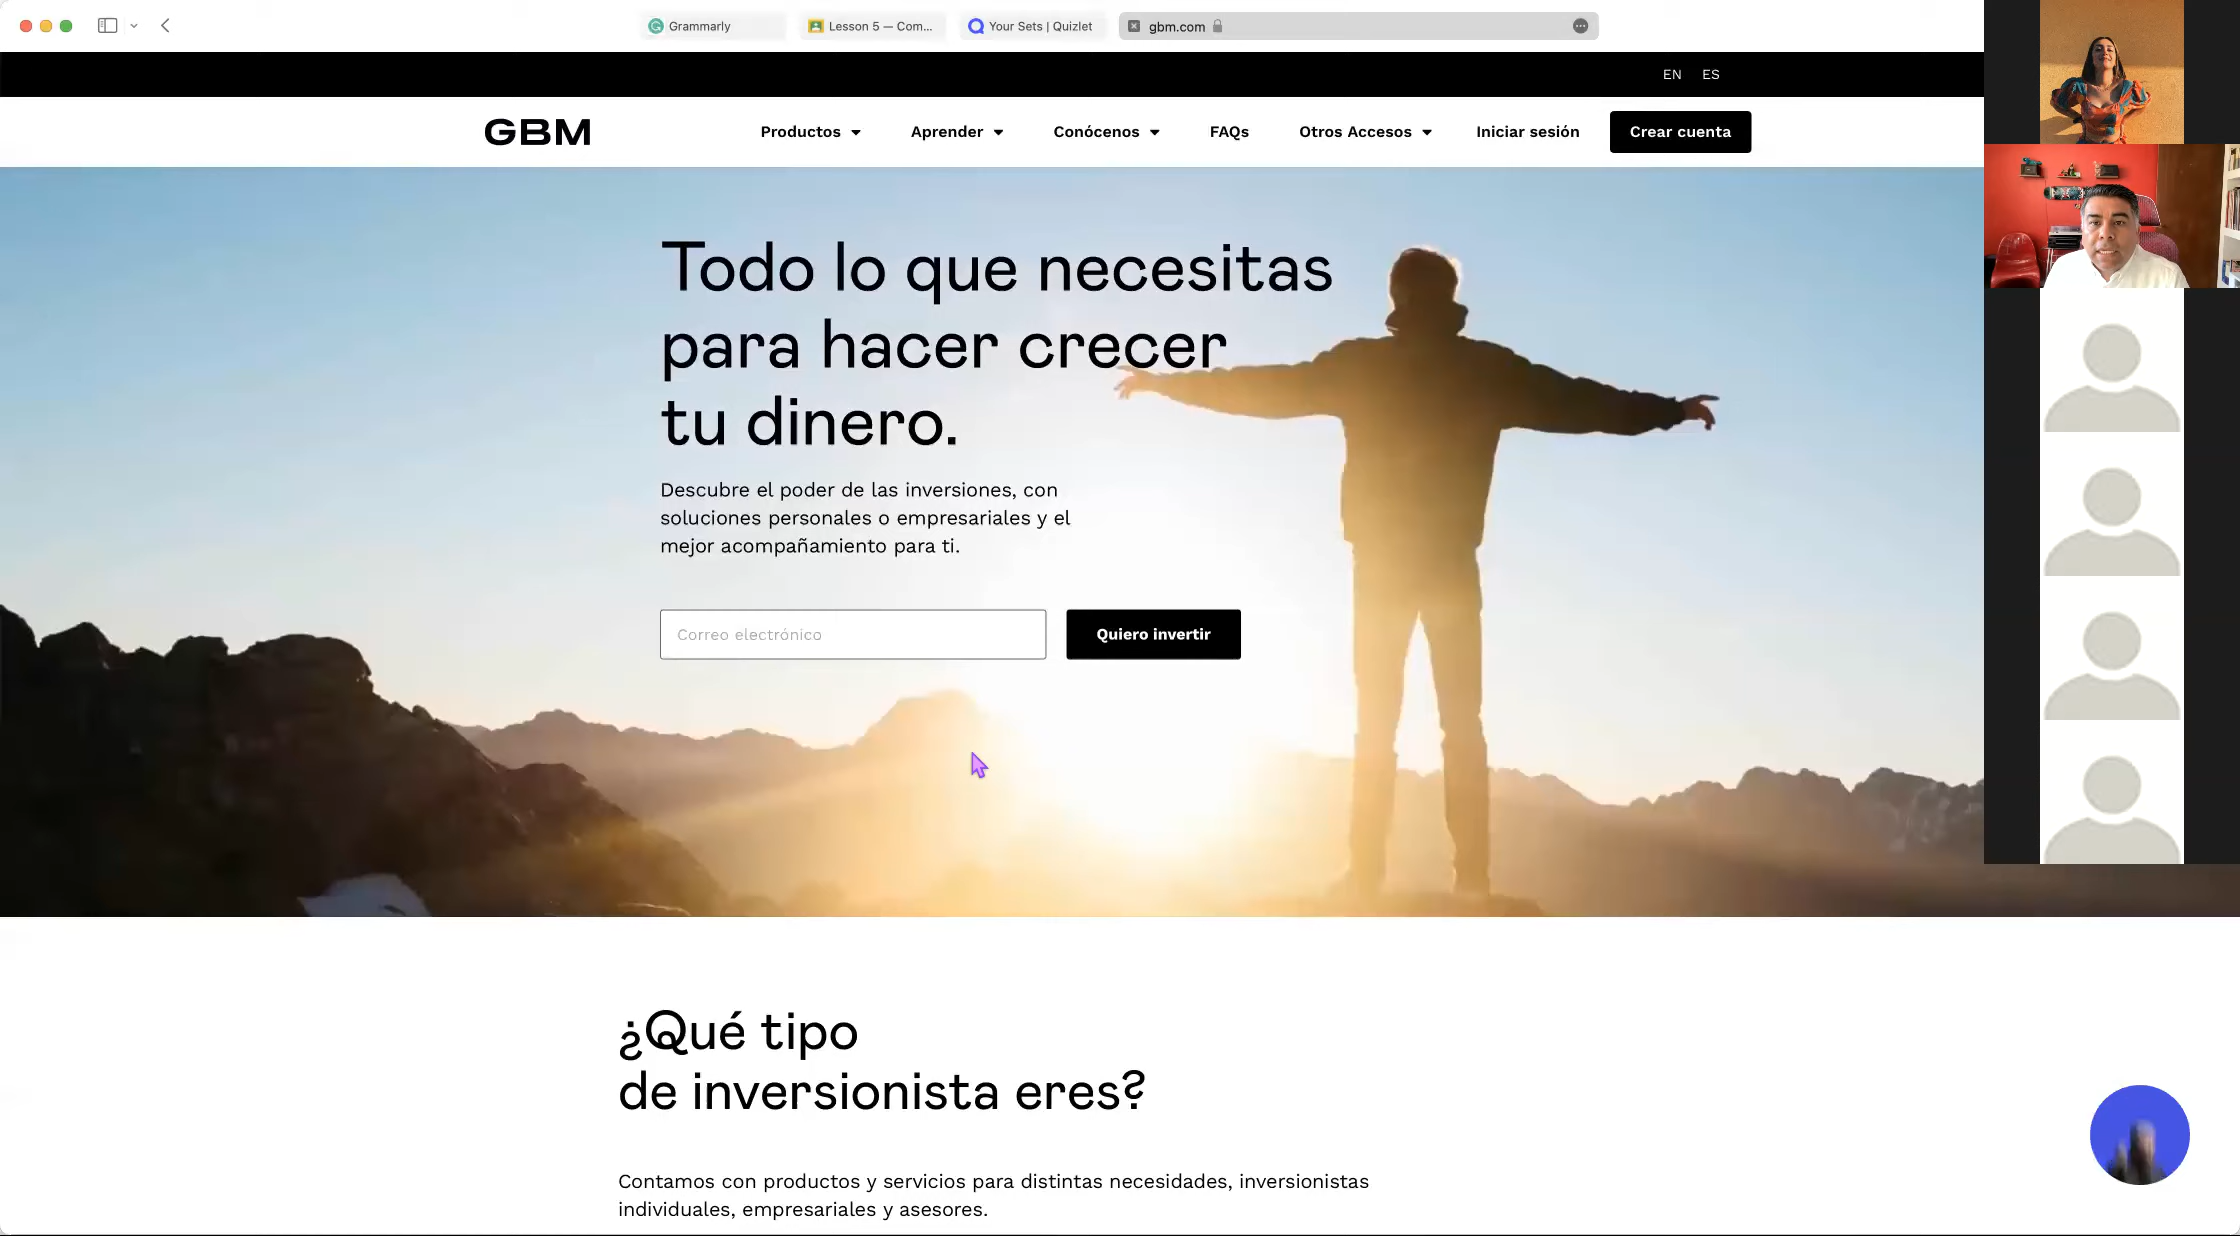 Grammarly
Lesson 5 — Com...
Your Sets | Quizlet
gbm.com
EN ES
GBM
Productos
Aprender
Conócenos
FAQs
Otros Accesos
Iniciar sesión
Crear cuenta
Todo lo que necesitas
para hacer crecer
tu dinero.
Descubre el poder de las inversiones, con
soluciones personales o empresariales y el
mejor acompañamiento para ti.
Correo electrónico
Quiero invertir
¿Qué tipo
de inversionista eres?
Contamos con productos y servicios para distintas necesidades, inversionistas
individuales, empresariales y asesores.